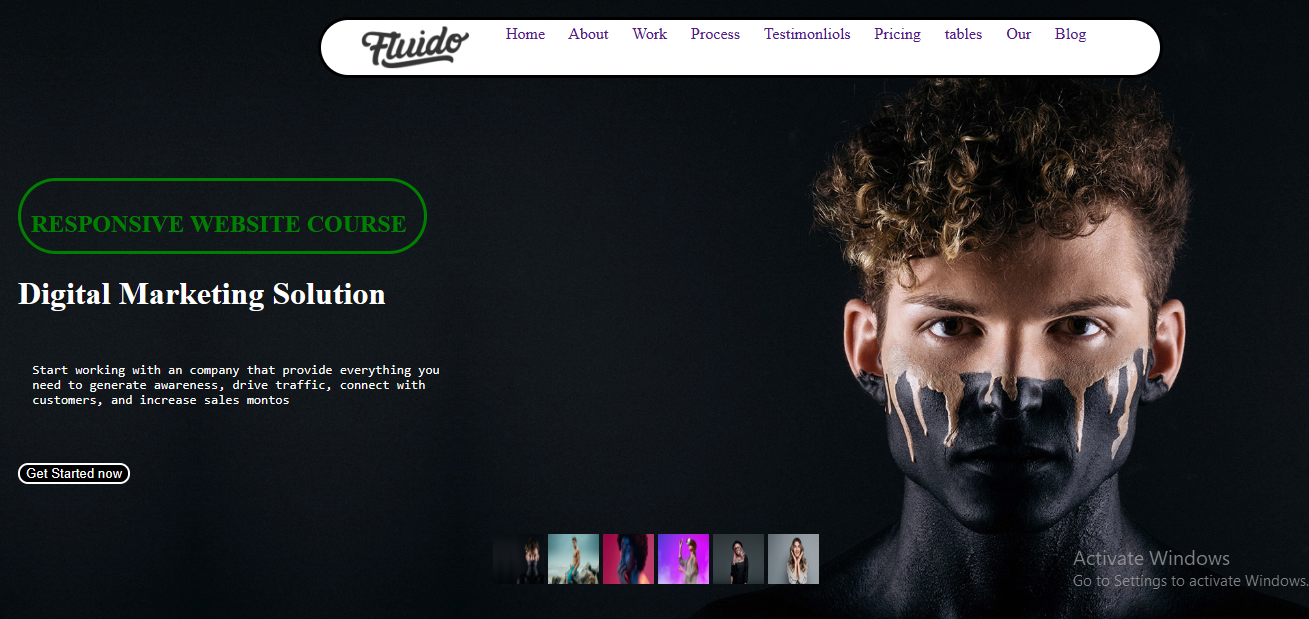 Fluido Home About Work Process Testimonliols Pricing tables Our Blog
RESPONSIVE WEBSITE COURSE
Digital Marketing Solution
Start working with an company that provide everything you
need to generate awareness, drive traffic, connect with
customers, and increase sales montos
Get Started now
Activate Windows
Go to Settings to activate Windows.